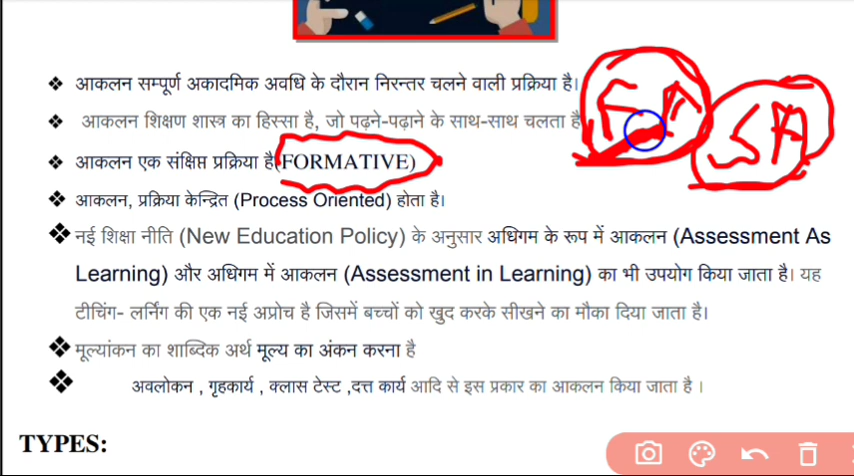 ❖ आकलन सम्पूर्ण अकादमिक अवधि के दौरान निरन्तर चलने वाली प्रक्रिया है।
❖ आकलन शिक्षण शास्त्र का हिस्सा है, जो पढ़ने-पढ़ाने के साथ-साथ चलता है
FA
SA
❖ आकलन एक संक्षिप्त प्रक्रिया है(FORMATIVE)
❖ आकलन, प्रक्रिया केन्द्रित (Process Oriented) होता है।
❖ नई शिक्षा नीति (New Education Policy) के अनुसार अधिगम के रूप में आकलन (Assessment As
Learning) और अधिगम में आकलन (Assessment in Learning) का भी उपयोग किया जाता है। यह
टीचिंग- लर्निंग की एक नई अप्रोच है जिसमें बच्चों को खुद करके सीखने का मौका दिया जाता है।
❖ मूल्यांकन का शाब्दिक अर्थ मूल्य का अंकन करना है
❖ अवलोकन , गृहकार्य , क्लास टेस्ट ,दत्त कार्य आदि से इस प्रकार का आकलन किया जाता है ।
TYPES: